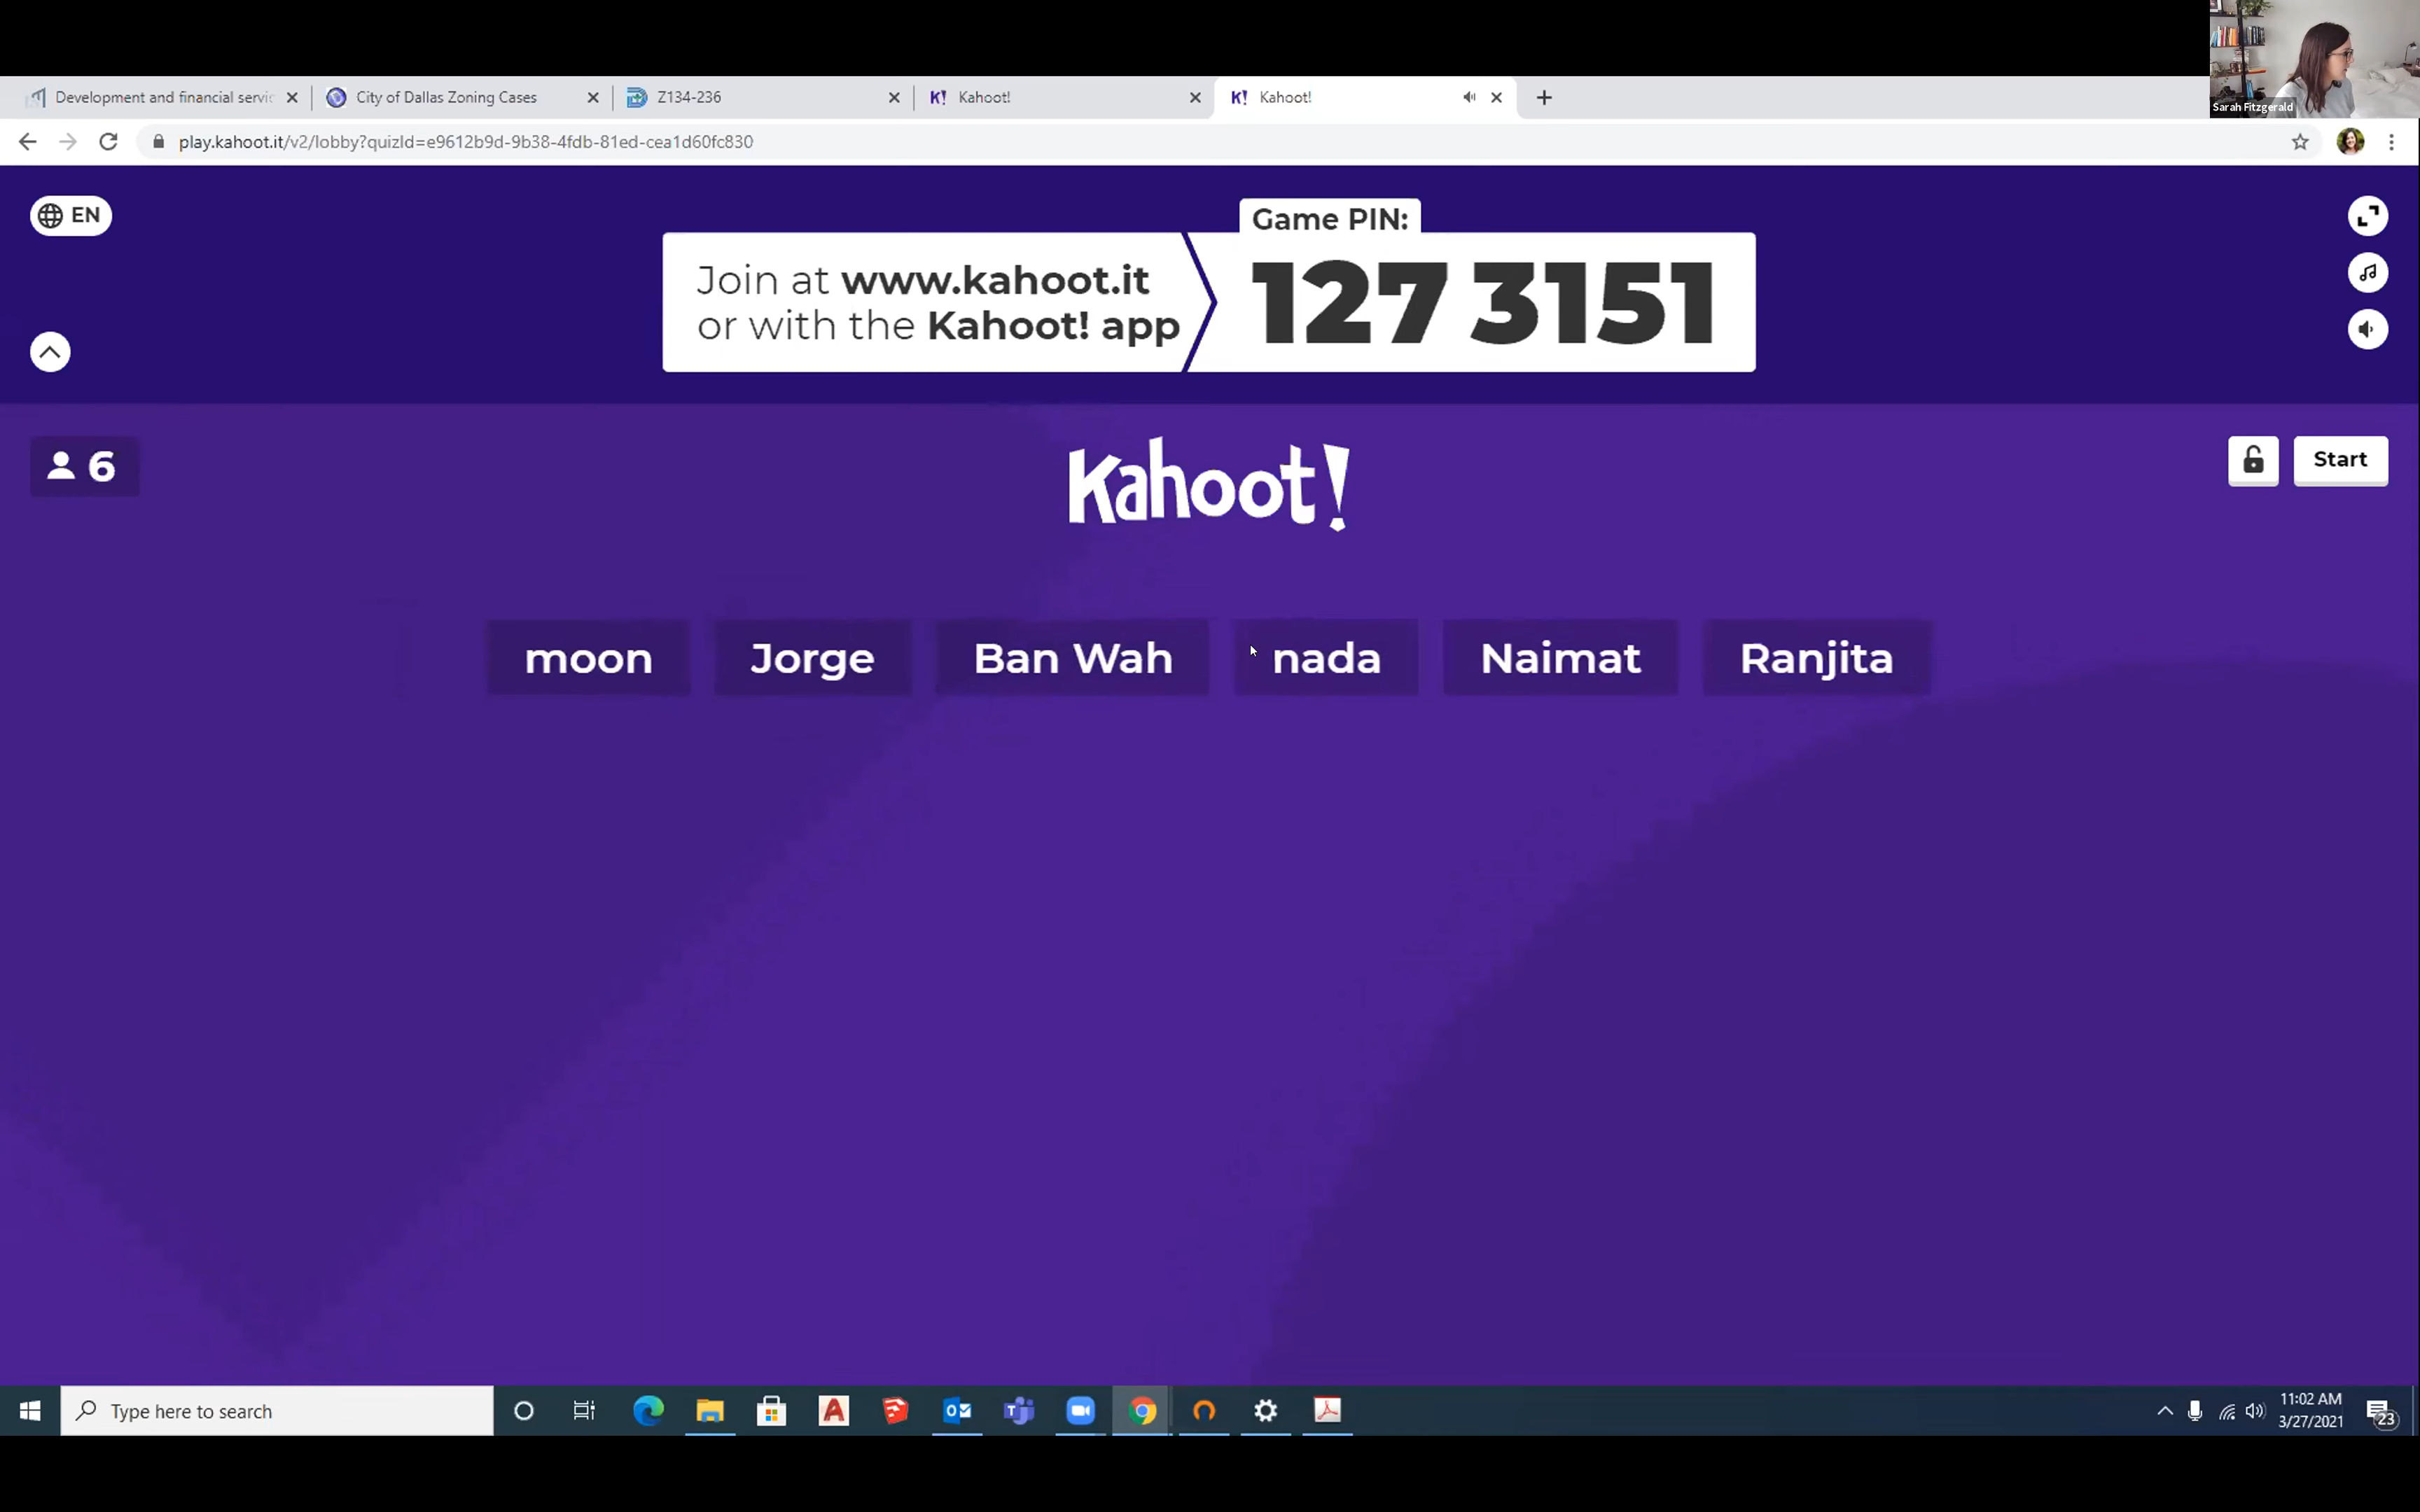 Sarah Fitzgerald
Development and financial servic
City of Dallas Zoning Cases
Z134-236
K! Kahoot!
K! Kahoot!
play.kahoot.it/v2/lobby?quizId=e9612b9d-9b38-4fdb-81ed-cea1d60fc830
EN
Game PIN:
Join at www.kahoot.it
or with the Kahoot! app
127 3151
6
Kahoot!
Start
moon
Jorge
Ban Wah
nada
Naimat
Ranjita
Type here to search
11:02 AM
3/27/2021
23